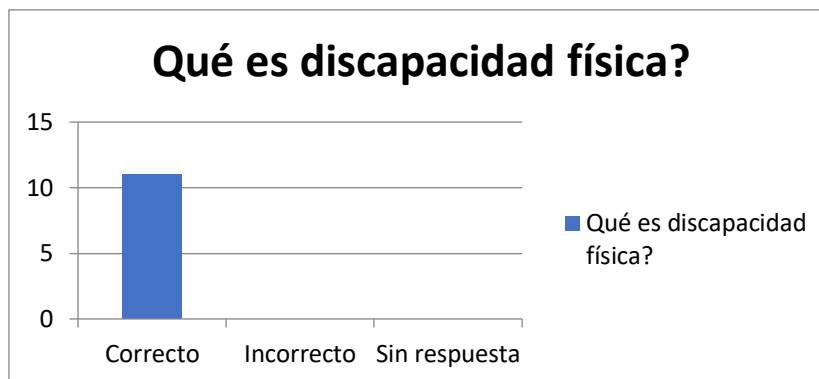 Qué es discapacidad física?
15
10
5
0
Correcto
Incorrecto
Sin respuesta
Qué es discapacidad
física?